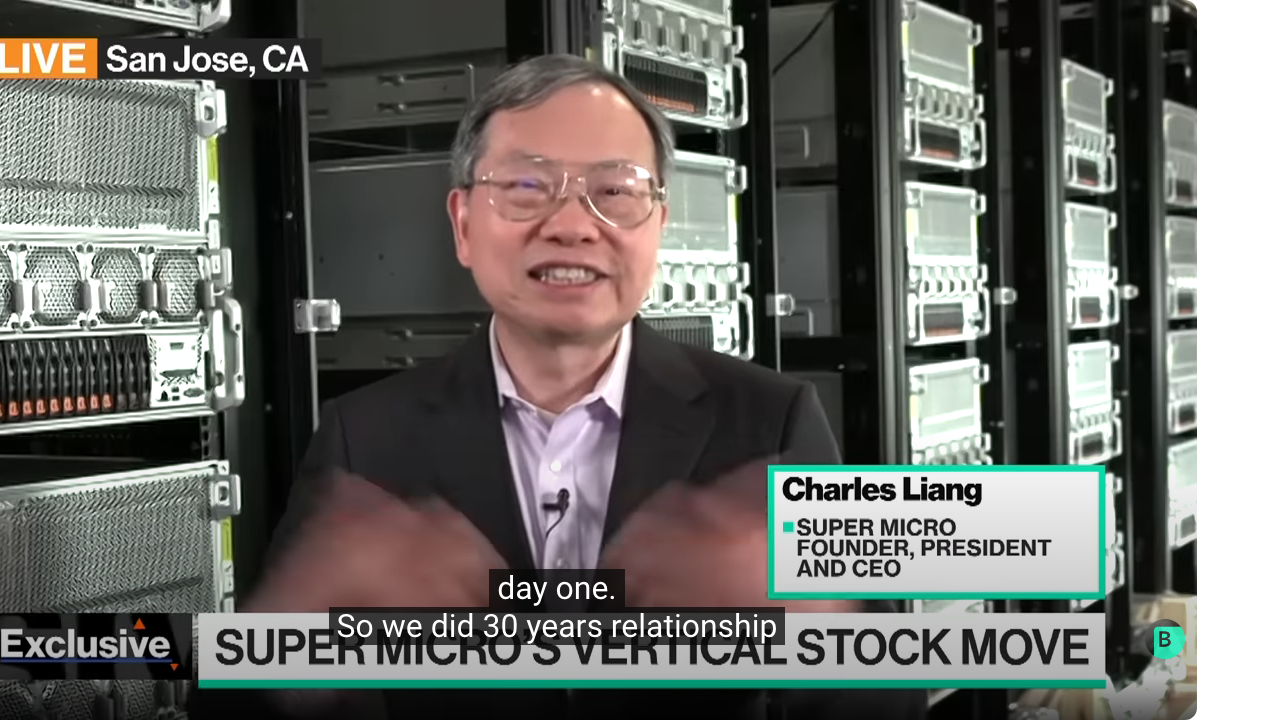 LIVE San Jose, CA
Charles Liang
SUPER MICRO
FOUNDER, PRESIDENT
AND CEO
day one.
So we did 30 years relationship
Exclusive
SUPER MICRO'S VERTICAL STOCK MOVE
B